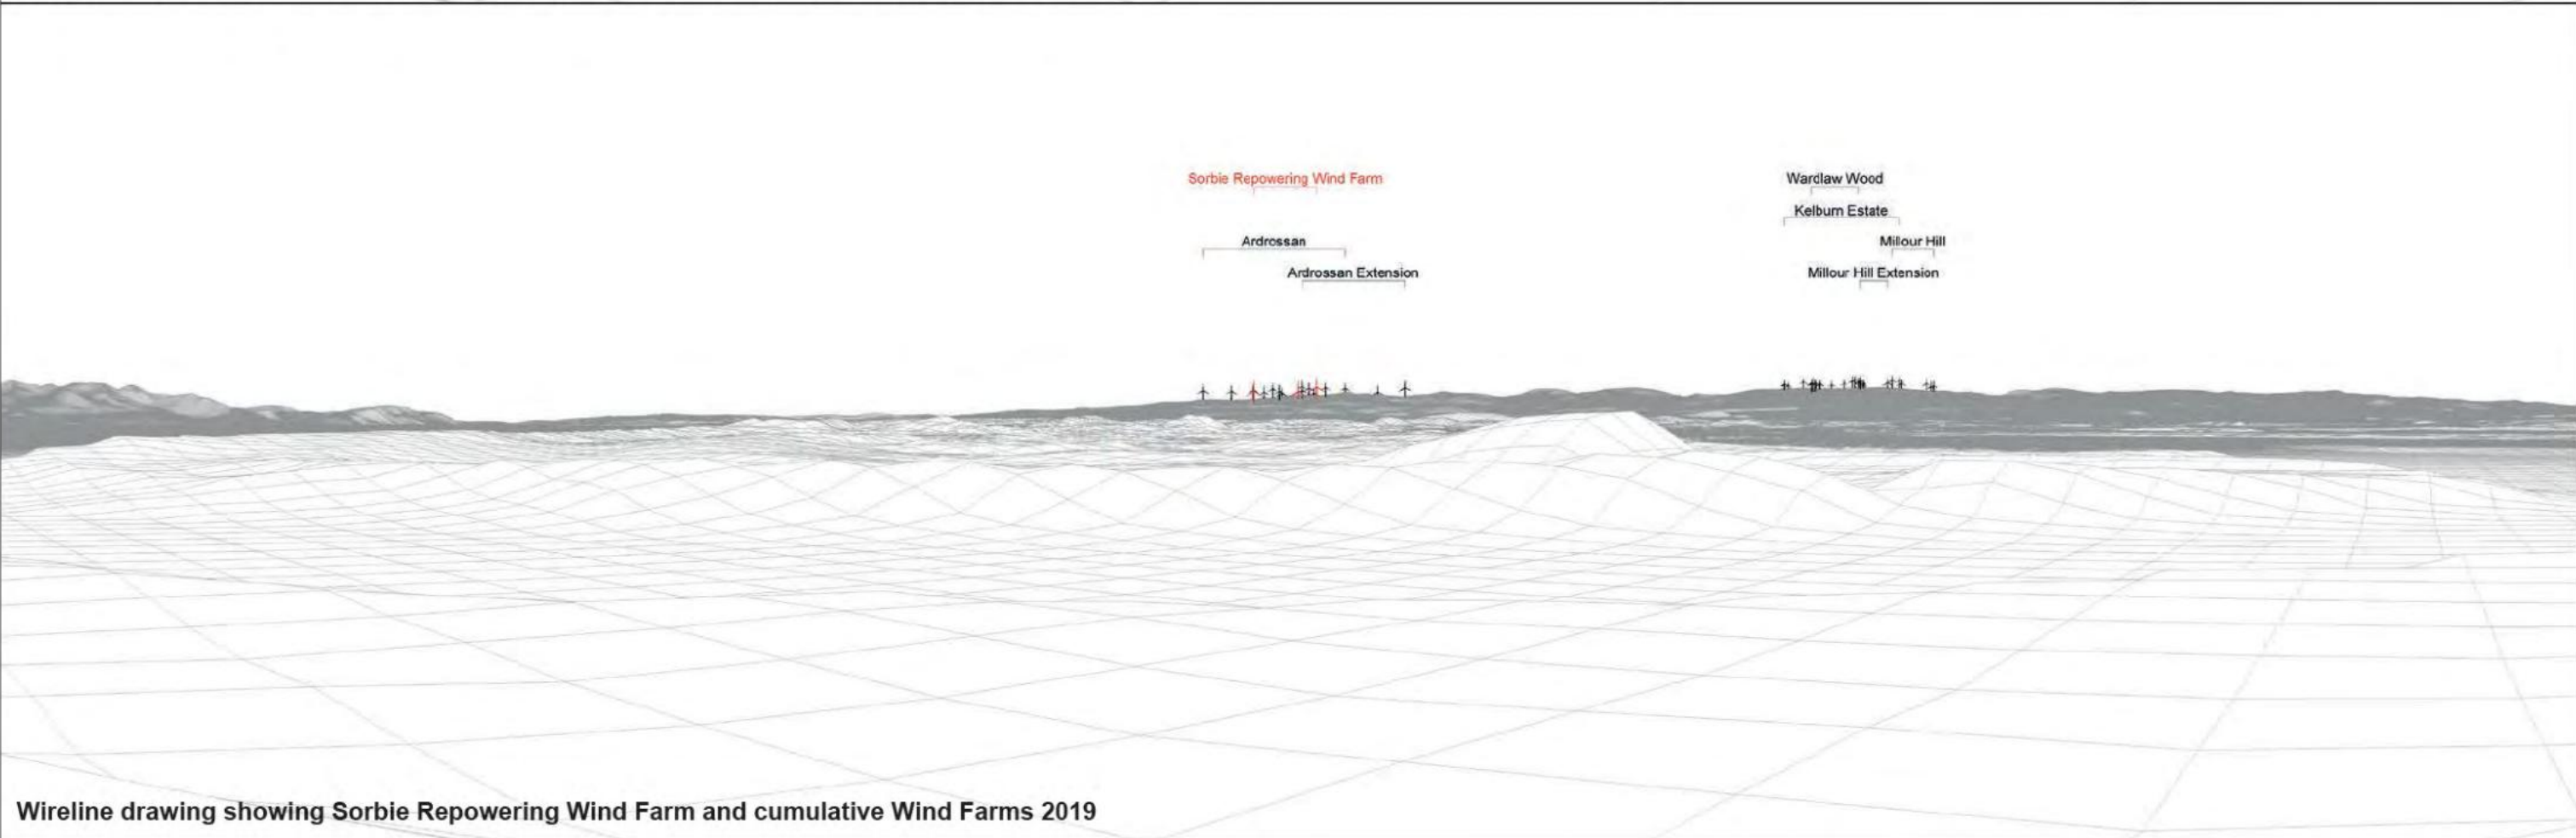 Sorbie Repowering Wind Farm
Ardrossan
Ardrossan Extension
Wardlaw Wood
Kelburn Estate
Millour Hill
Millour Hill Extension
Wireline drawing showing Sorbie Repowering Wind Farm and cumulative Wind Farms 2019